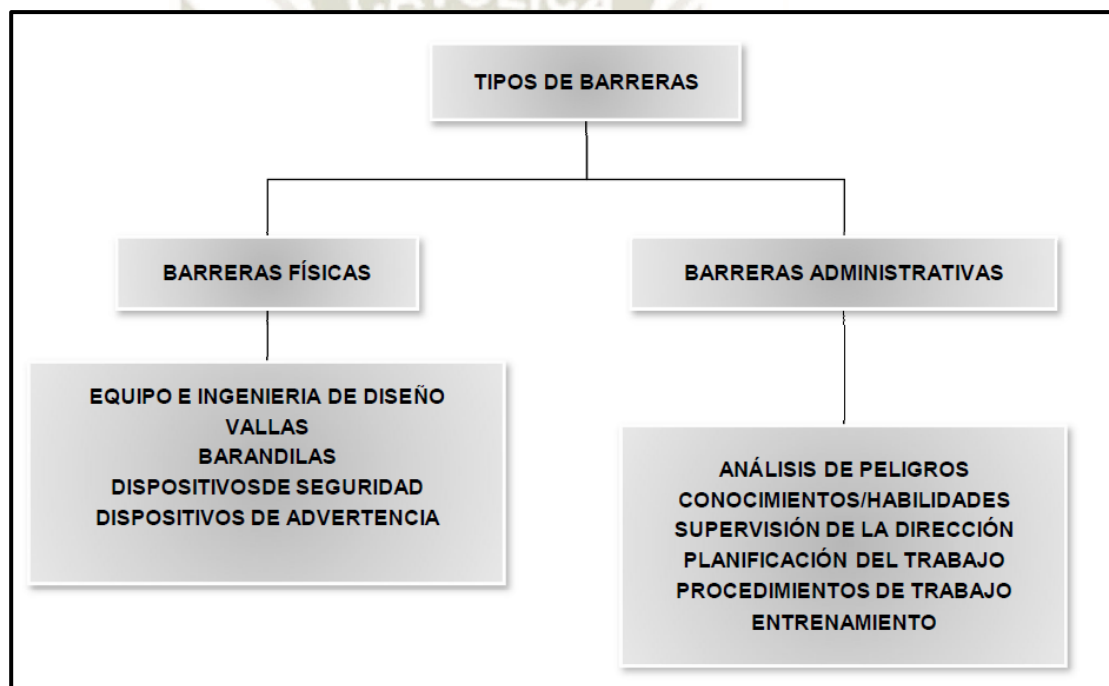 TIPOS DE BARRERAS
BARRERAS FÍSICAS
EQUIPO E INGENIERIA DE DISEÑO
VALLAS
BARANDILAS
DISPOSITIVOSDE SEGURIDAD
DISPOSITIVOS DE ADVERTENCIA
BARRERAS ADMINISTRATIVAS
ANÁLISIS DE PELIGROS
CONOCIMIENTOS/HABILIDADES
SUPERVISIÓN DE LA DIRECCIÓN
PLANIFICACIÓN DEL TRABAJO
PROCEDIMIENTOS DE TRABAJO
ENTRENAMIENTO